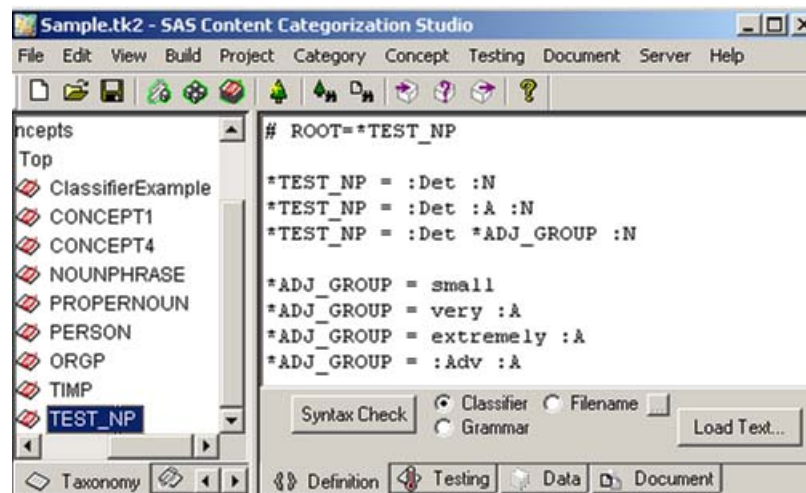 Sample.tk2 - SAS Content Categorization Studio
File Edit View Build Project Category Concept Testing Document Server Help
ncepts
Top
ClassifierExample
CONCEPT1
CONCEPT4
NOUNPHRASE
PROPERNOUN
PERSON
ORGP
TIMP
TEST_NP
Taxonomy
# ROOT=*TEST_NP
*TEST_NP = :Det :N
*TEST_NP = :Det :A :N
*TEST_NP = :Det *ADJ_GROUP :N
*ADJ_GROUP = small
*ADJ_GROUP = very :A
*ADJ_GROUP = extremely :A
*ADJ_GROUP = :Adv :A
Syntax Check
Classifier Filename ...
Grammar
Load Text...
Definition Testing Data Document